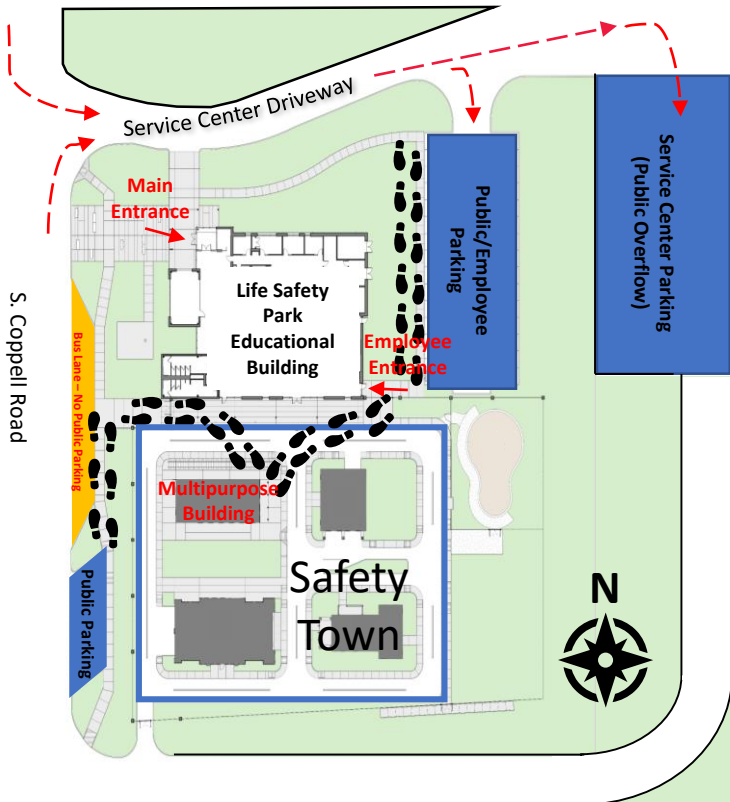 Service Center Driveway
Main
Entrance
Life Safety
Park
Educational
Building
Employee
Entrance
Public/Employee
Parking
Service Center Parking
(Public Overflow)
S. Coppell Road
Bus Lane – No Public Parking
Public Parking
Multipurpose
Building
Safety
Town
N